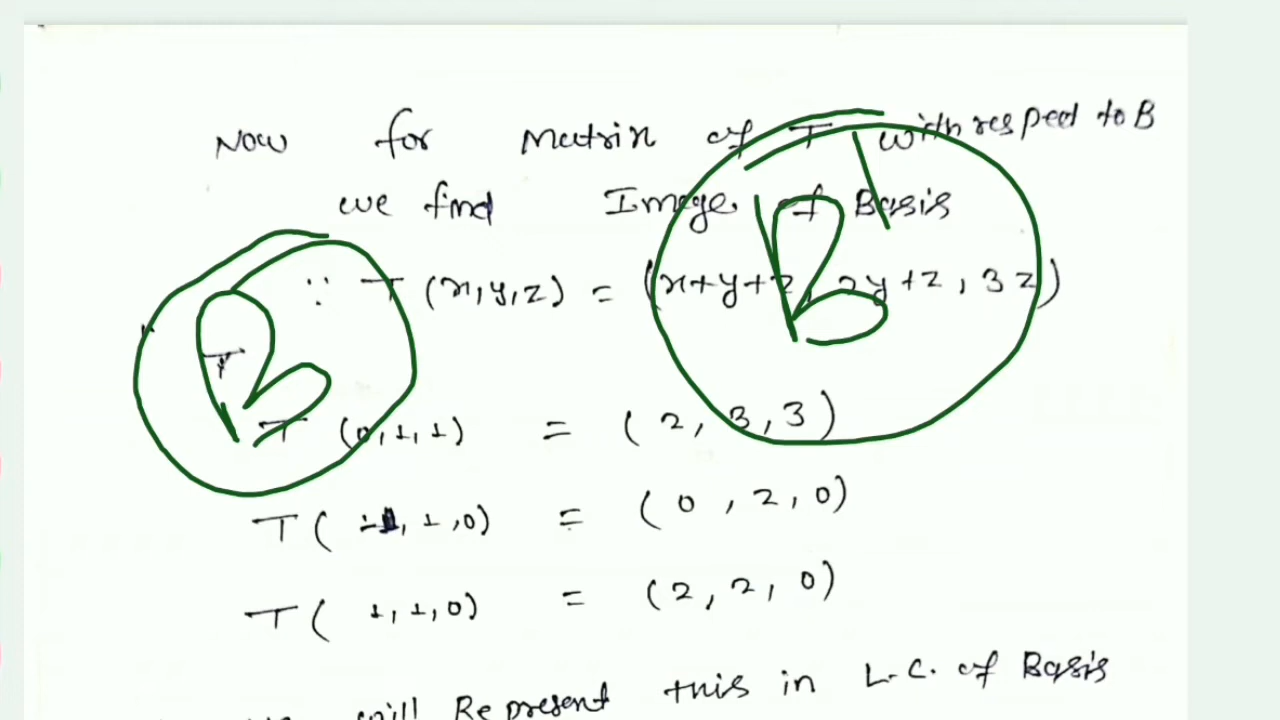 Now for Matrix of T with respect to B
we find Image of Basis
∵ T (x,y,z) = (x+y+z, 2y+z, 3z)
T
T (0,1,1) = (2,3,3)
T( -1,1,0) = (0,2,0)
T( 1,1,0) = (2,2,0)
will Represent this in L.C. of Basis
B
B